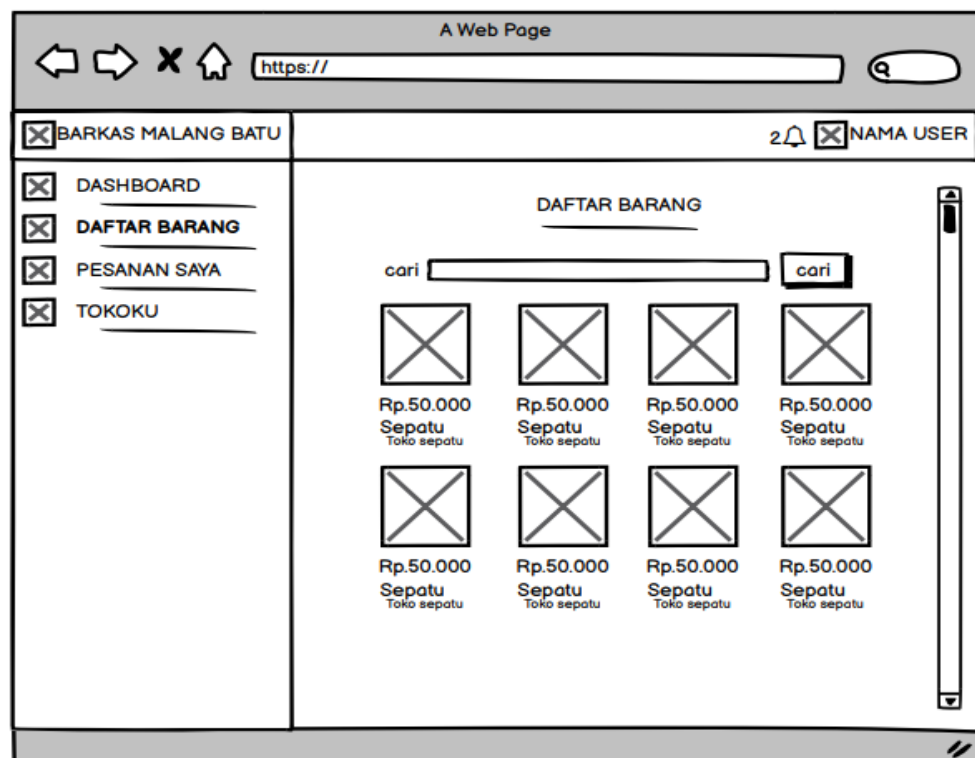 A Web Page
https://
BARKAS MALANG BATU
2
NAMA USER
DASHBOARD
DAFTAR BARANG
PESANAN SAYA
TOKOKU
DAFTAR BARANG
cari
cari
Rp.50.000 Rp.50.000 Rp.50.000 Rp.50.000
Sepatu Sepatu Sepatu Sepatu
Toko sepatu Toko sepatu Toko sepatu Toko sepatu
Rp.50.000 Rp.50.000 Rp.50.000 Rp.50.000
Sepatu Sepatu Sepatu Sepatu
Toko sepatu Toko sepatu Toko sepatu Toko sepatu